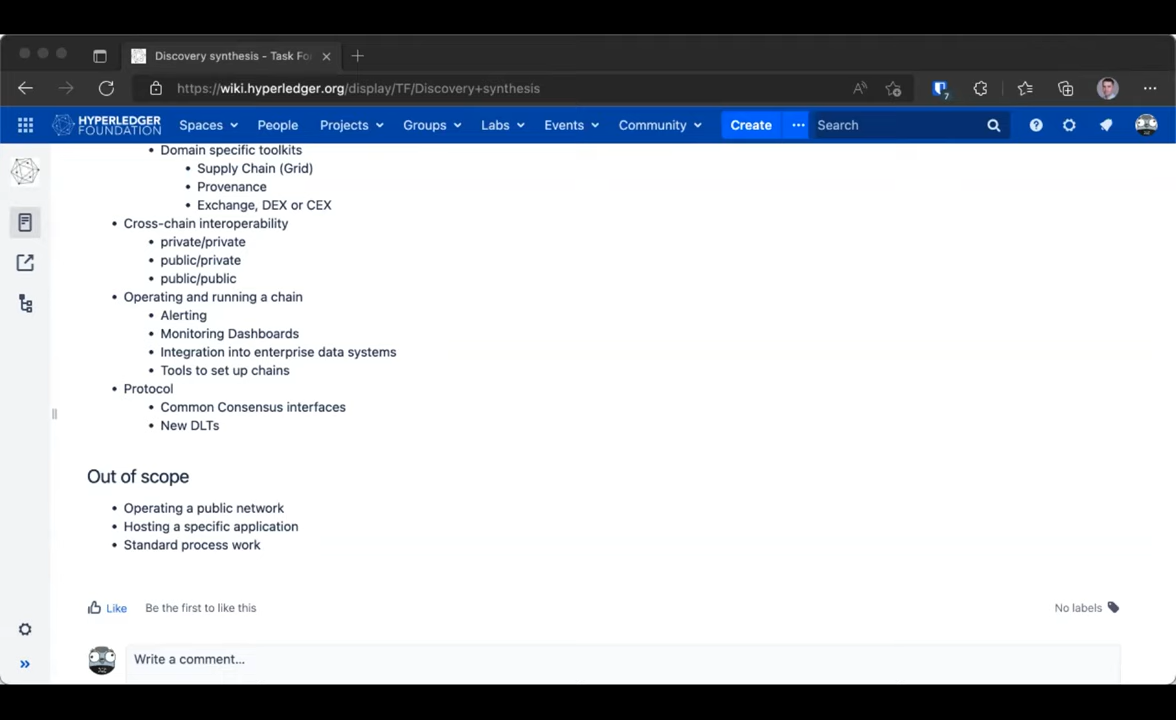 Discovery synthesis - Task Fo
https://wiki.hyperledger.org/display/TF/Discovery+synthesis
7
HYPERLEDGER FOUNDATION
Spaces
People
Projects
Groups
Labs
Events
Community
Create
Search
Domain specific toolkits
Supply Chain (Grid)
Provenance
Exchange, DEX or CEX
Cross-chain interoperability
private/private
public/private
public/public
Operating and running a chain
Alerting
Monitoring Dashboards
Integration into enterprise data systems
Tools to set up chains
Protocol
Common Consensus interfaces
New DLTs
Out of scope
Operating a public network
Hosting a specific application
Standard process work
Like
Be the first to like this
No labels
Write a comment...